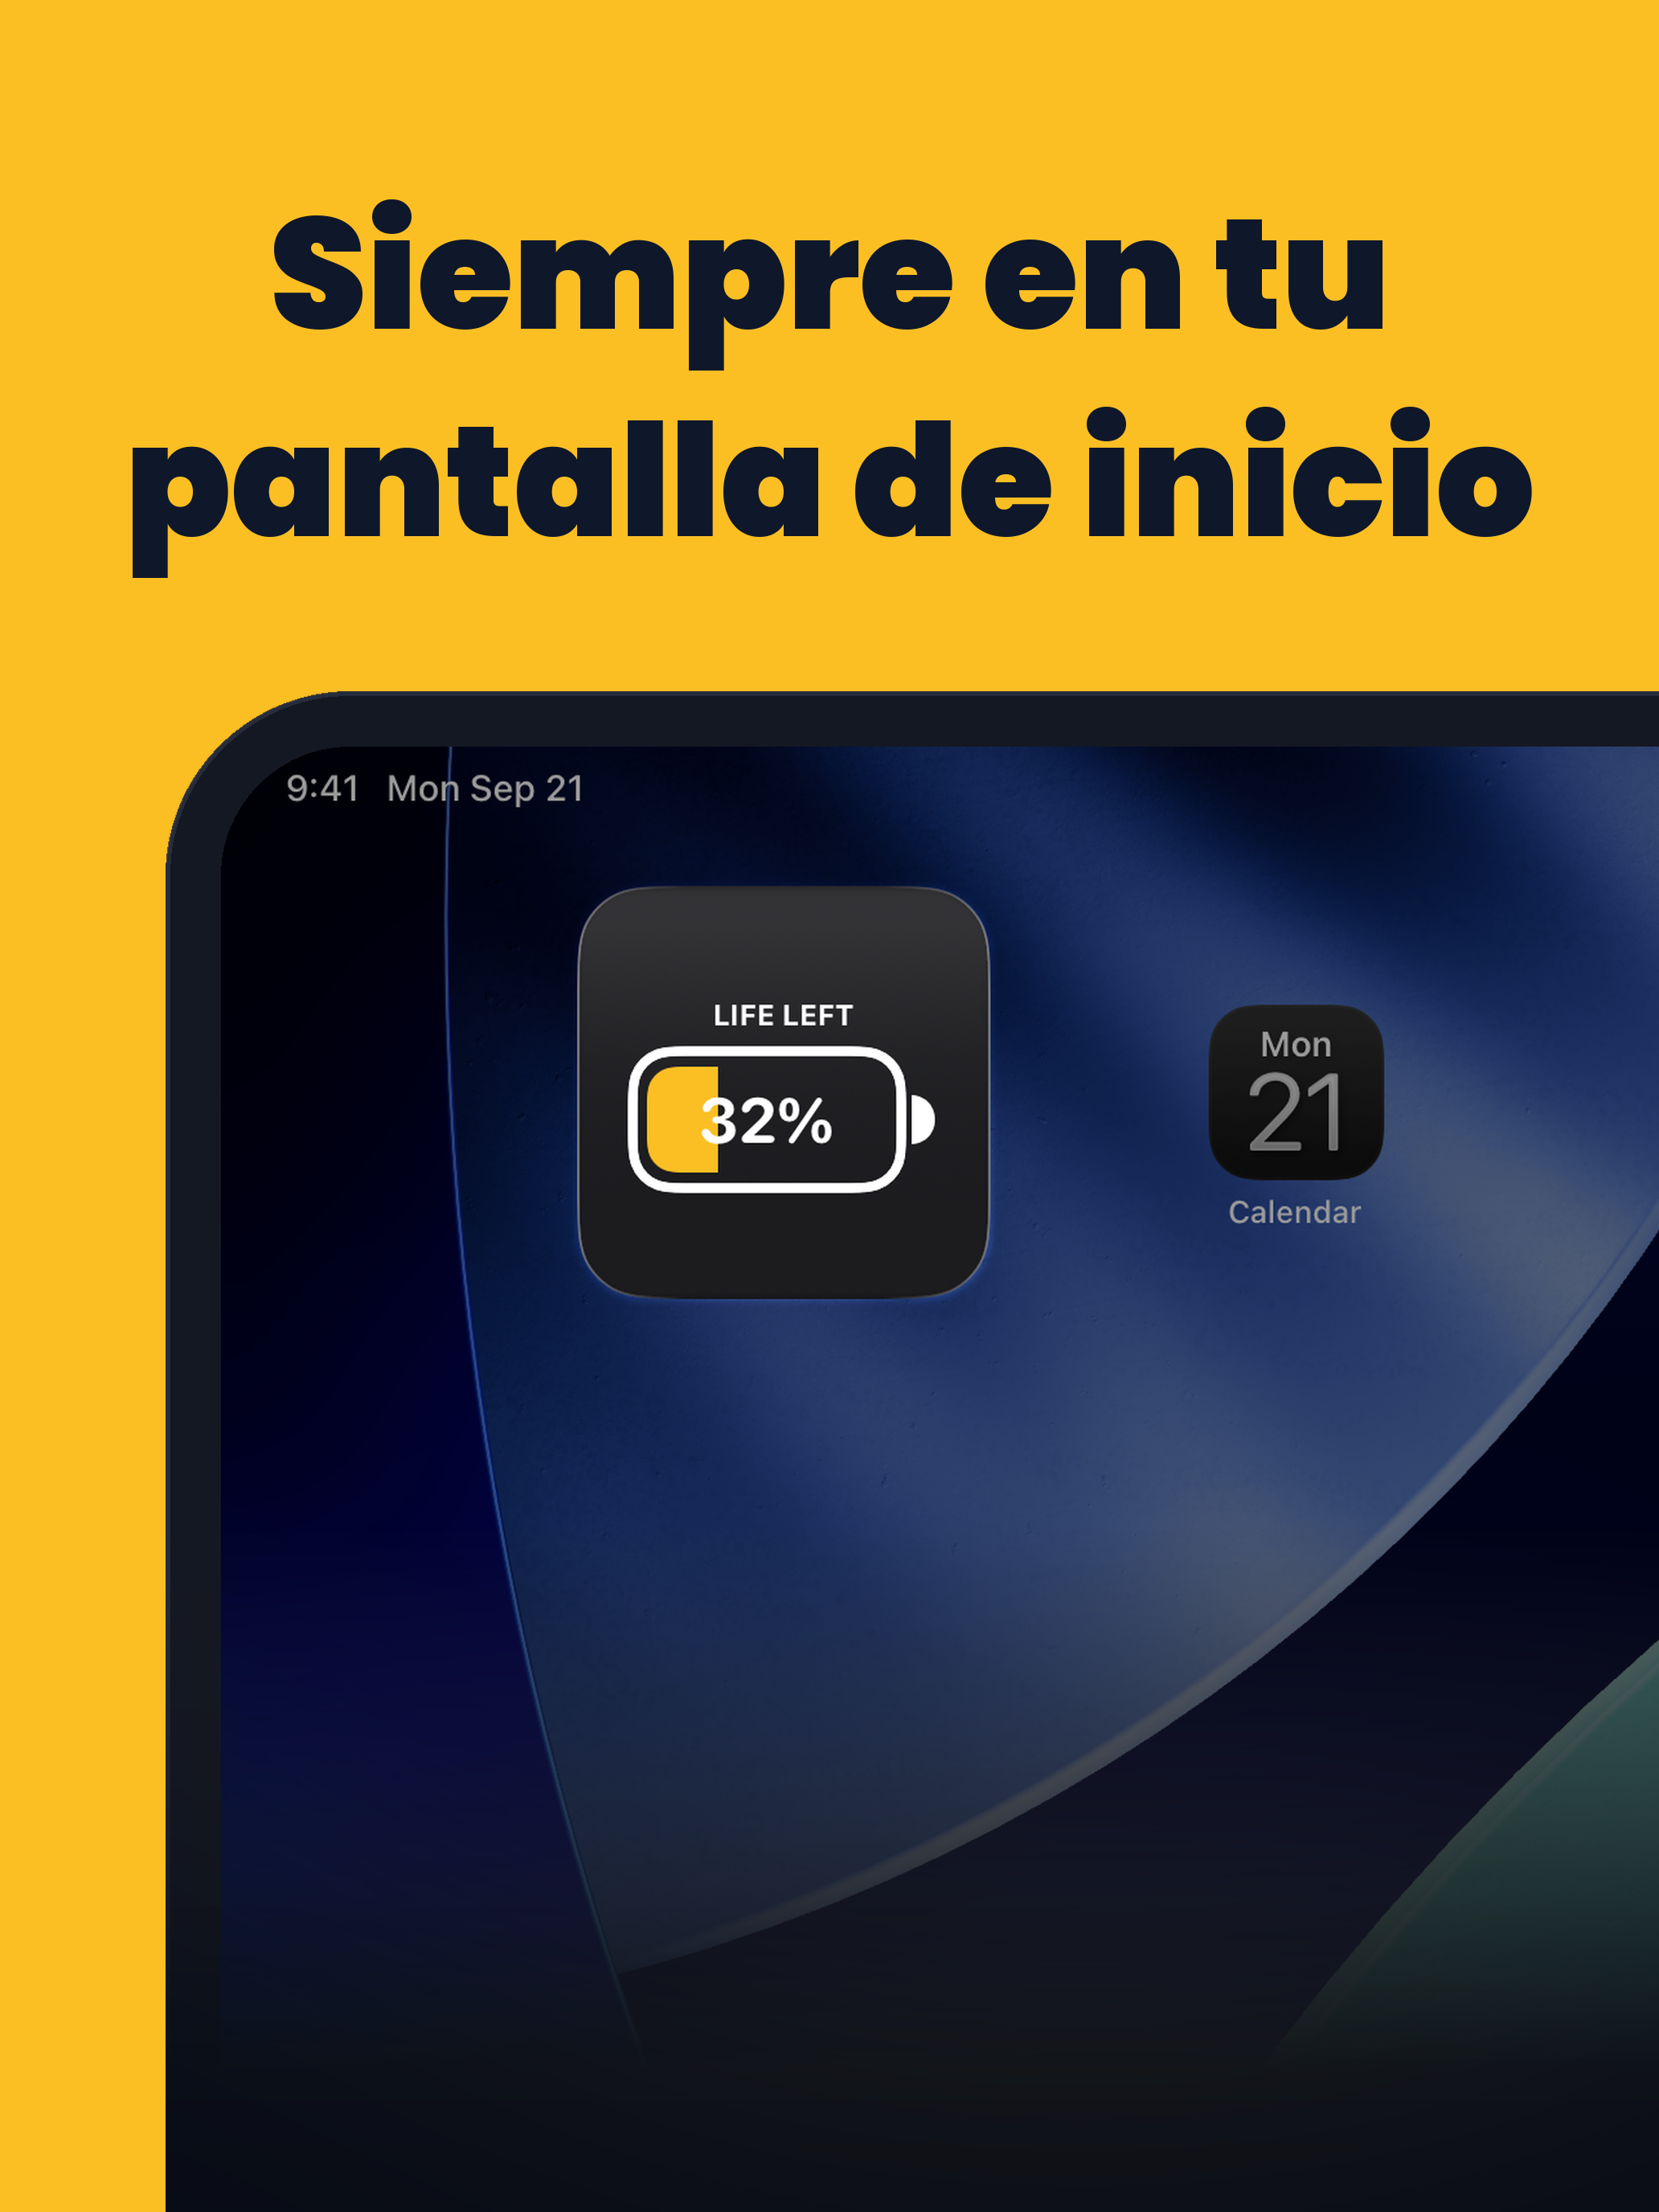 Siempre en tu
pantalla de inicio
9:41 Mon Sep 21
LIFE LEFT
32%
Mon
21
Calendar